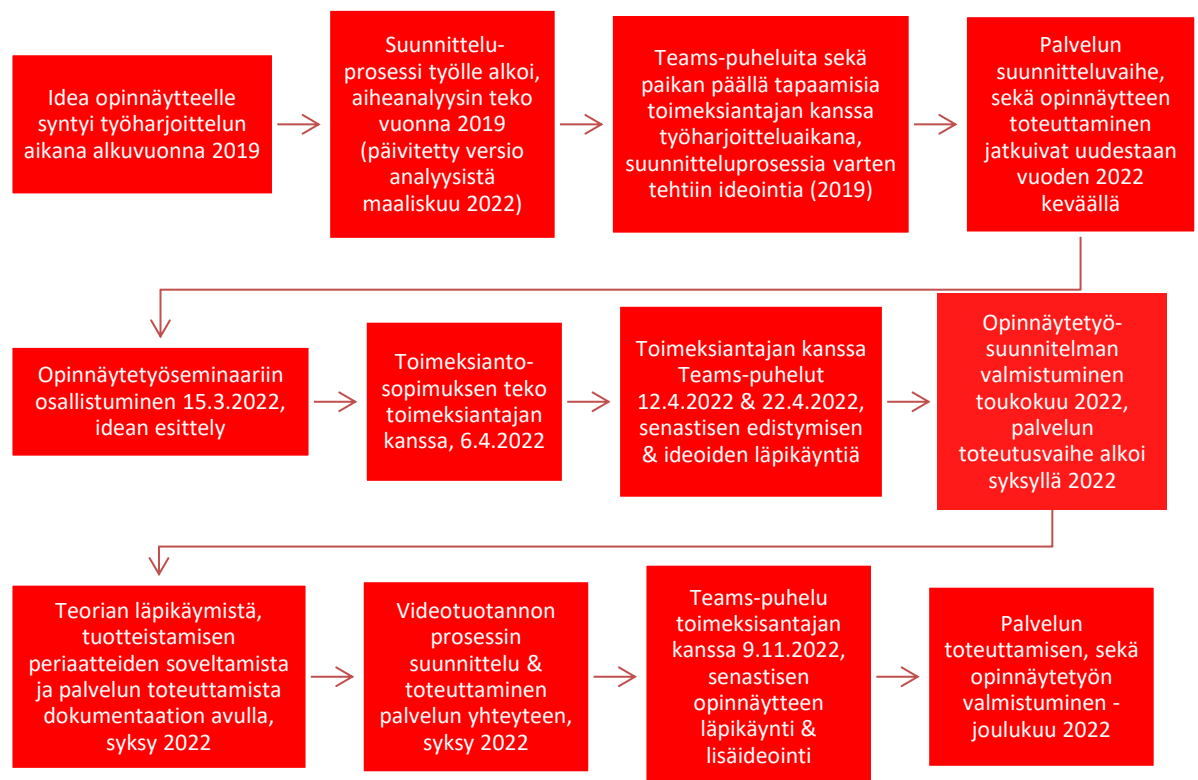 Idea opinnäytteelle
syntyi työharjoittelun
aikana alkuvuonna 2019
Suunnittelu-
prosessi työlle alkoi,
aiheanalyysin teko
vuonna 2019
(päivitetty versio
analyysistä
maaliskuu 2022)
Teams-puheluita sekä
paikan päällä tapaamisia
toimeksiantajan kanssa
työharjoitteluaikana,
suunnitteluprosessia varten
tehtiin ideointia (2019)
Palvelun
suunnitteluvaihe,
sekä opinnäytteen
toteuttaminen
jatkuivat uudestaan
vuoden 2022
keväällä
Opinnäytetyöseminaariin
osallistuminen 15.3.2022,
idean esittely
Toimeksianto-
sopimuksen teko
toimeksiantajan
kanssa, 6.4.2022
Toimeksiantajan kanssa
Teams-puhelut
12.4.2022 & 22.4.2022,
senastisen edistymisen
& ideoiden läpikäyntiä
Opinnäytetyö-
suunnitelman
valmistuminen
toukokuu 2022,
palvelun
toteutusvaihe alkoi
syksyllä 2022
Teorian läpikäymistä,
tuotteistamisen
periaatteiden soveltamista
ja palvelun toteuttamista
dokumentaation avulla,
syksy 2022
Videotuotannon
prosessin
suunnittelu &
toteuttaminen
palvelun yhteyteen,
syksy 2022
Teams-puhelu
toimeksisantajan
kanssa 9.11.2022,
senastisen
opinnäytteen
läpikäynti &
lisäideointi
Palvelun
toteuttamisen, sekä
opinnäytetyön
valmistuminen -
joulukuu 2022